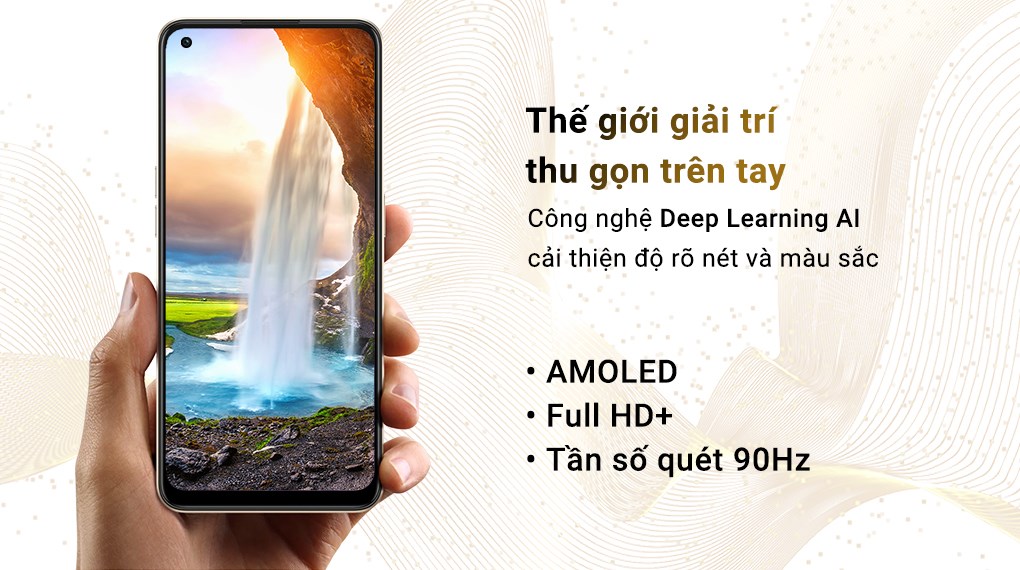 Thế giới giải trí
thu gọn trên tay
Công nghệ Deep Learning AI
cải thiện độ rõ nét và màu sắc
• AMOLED
• Full HD+
• Tần số quét 90Hz